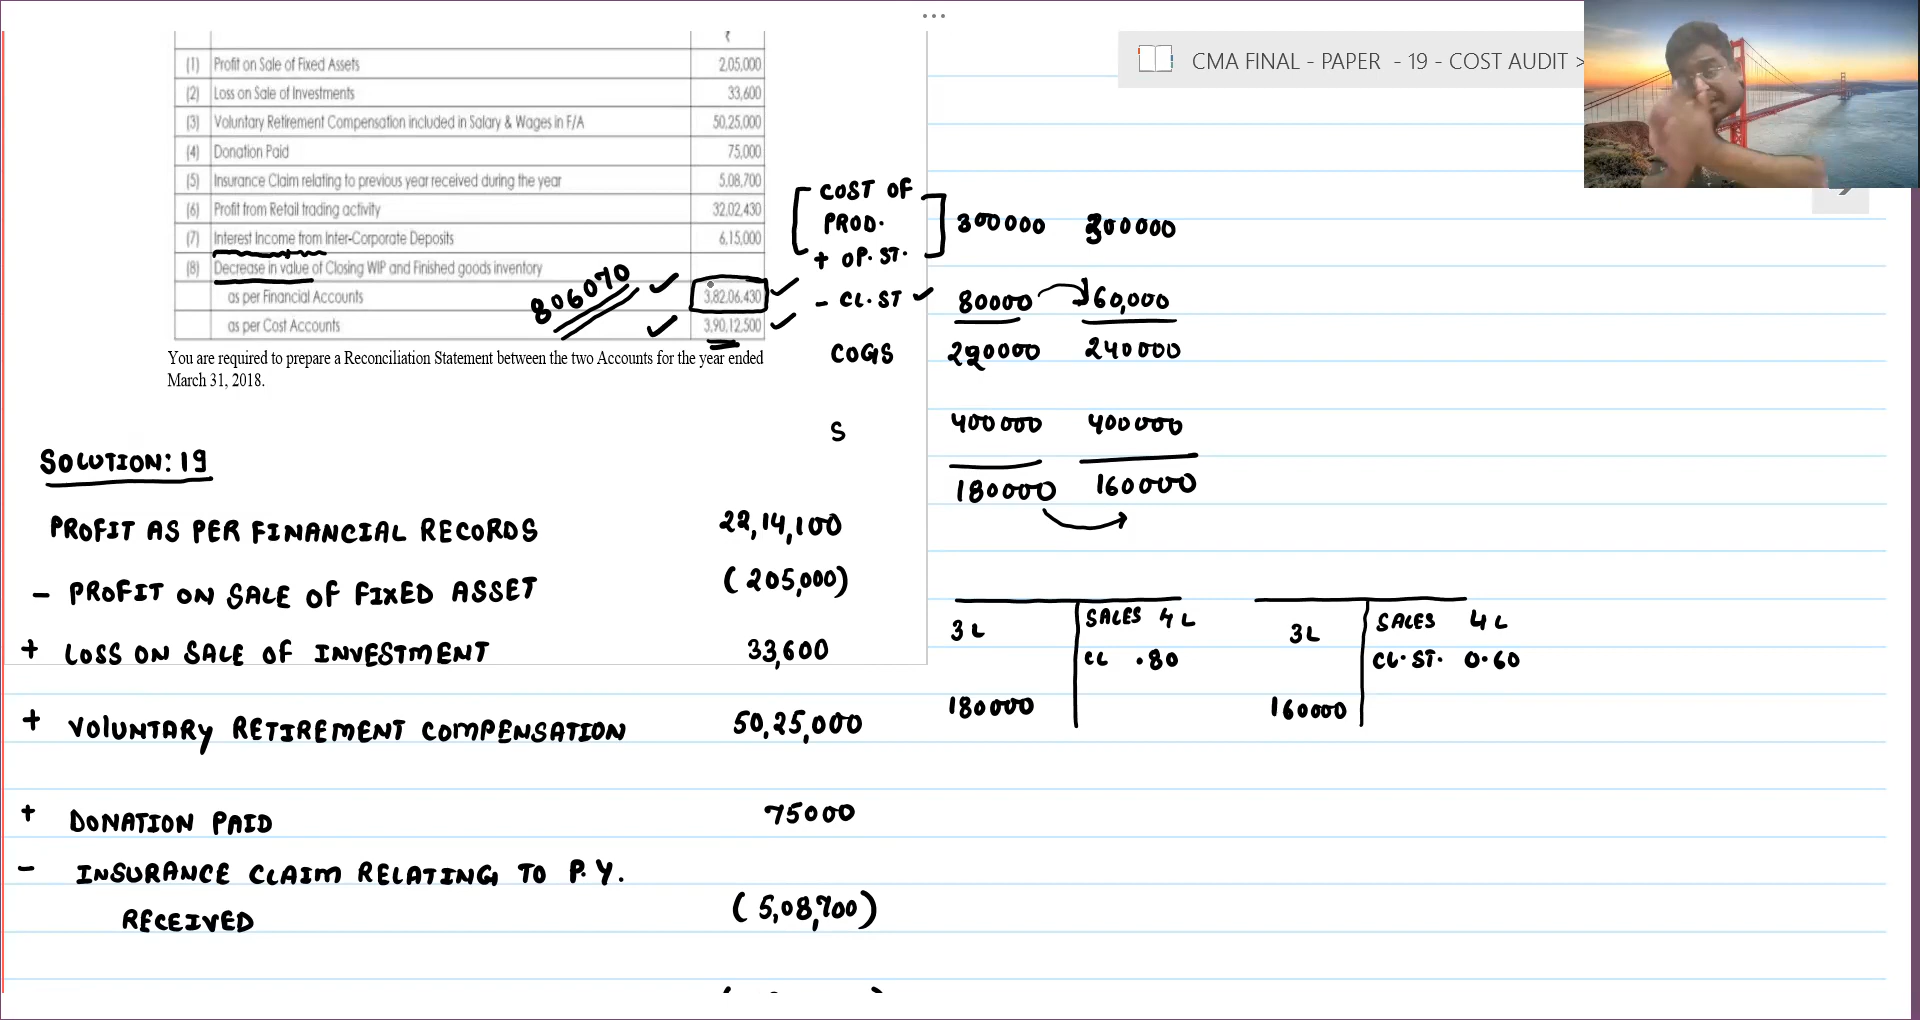 CMA FINAL - PAPER - 19 - COST AUDIT >
₹
(1) Profit on Sale of Fixed Assets 2,05,000
(2) Loss on Sale of Investments 33,600
(3) Voluntary Retirement Compensation included in Salary & Wages in F/A 50,25,000
(4) Donation Paid 75,000
(5) Insurance Claim relating to previous year received during the year 5,08,700
(6) Profit from Retail trading activity 32,02,430
(7) Interest Income from Inter-Corporate Deposits 6,15,000
(8) Decrease in value of Closing WIP and Finished goods inventory
as per Financial Accounts 3,82,06,430
as per Cost Accounts 3,90,12,500
806070
You are required to prepare a Reconciliation Statement between the two Accounts for the year ended
March 31, 2018.
COST OF
PROD. 300000 300000
+ OP. ST.
- CL. ST 80000 60,000
COGS 220000 240000
S 400000 400000
180000 160000
SOLUTION: 19
PROFIT AS PER FINANCIAL RECORDS 22,14,100
- PROFIT ON SALE OF FIXED ASSET (205,000)
+ LOSS ON SALE OF INVESTMENT 33,600
+ VOLUNTARY RETIREMENT COMPENSATION 50,25,000
+ DONATION PAID 75000
- INSURANCE CLAIM RELATING TO P.Y.
RECEIVED (5,08,700)
3L SALES 4L
CL .80
180000
3L SALES 4L
CL. ST. 0.60
160000